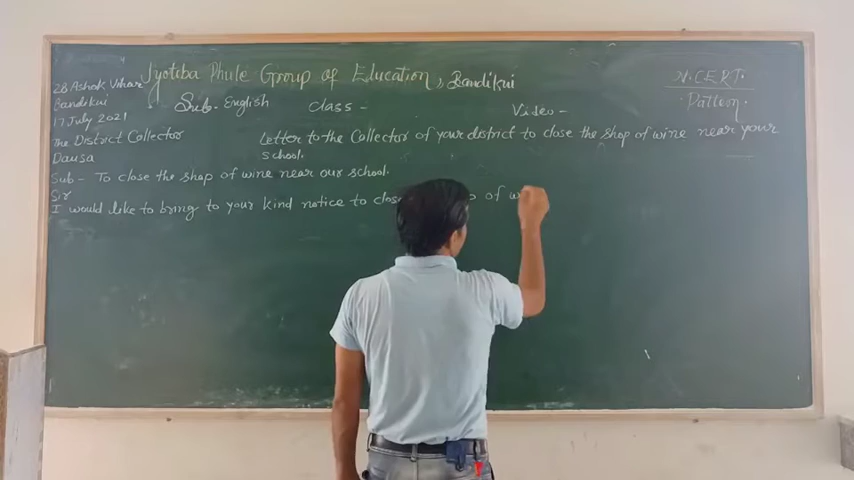 Jyotiba Phule Group of Education, Bandikui
N.C.E.R.T.
Pattern
Sub- English Class - Video -
Letter to the Collector of your district to close the shop of wine near your
school.
28 Ashok Vihar
Bandikui
17 July 2021
The District Collector
Dausa
Sub - To close the shop of wine near our school.
Sir
I would like to bring to your kind notice to clos of w